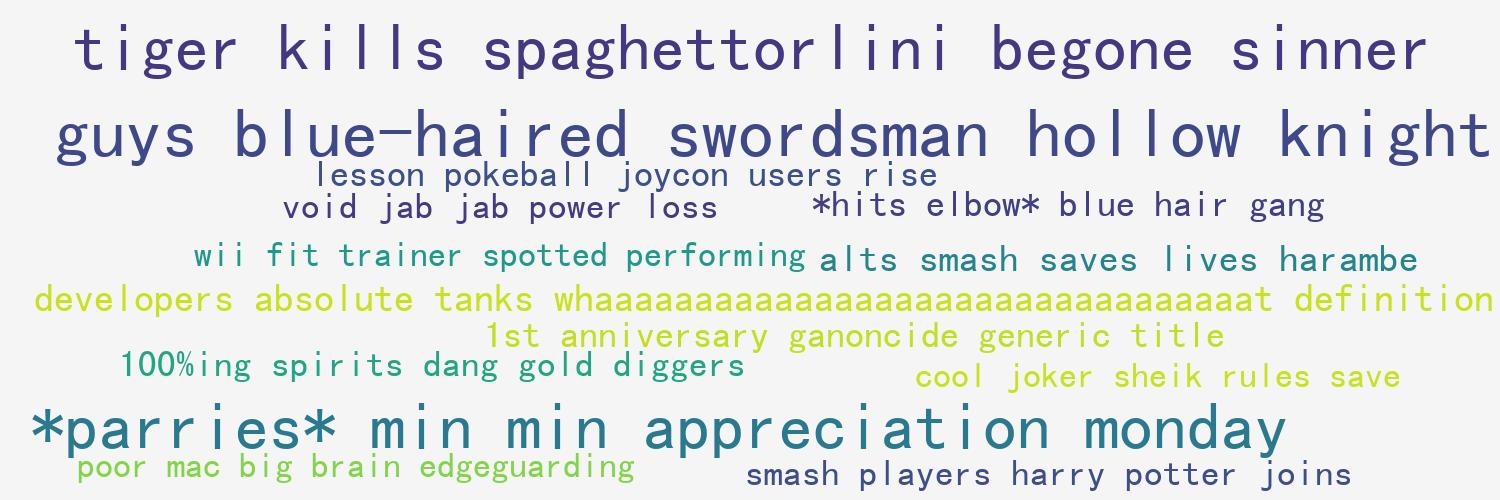 tiger kills spaghettorlini begone sinner
guys blue-haired swordsman hollow knight
lesson pokeball joycon users rise
void jab jab power loss
*hits elbow* blue hair gang
wii fit trainer spotted performing
alts smash saves lives harambe
developers absolute tanks whaaaaaaaaaaaaaaaaaaaaaaaaaaaaaaaaat definition
1st anniversary ganoncide generic title
100%ing spirits dang gold diggers
cool joker sheik rules save
*parries* min min appreciation monday
poor mac big brain edgeguarding
smash players harry potter joins